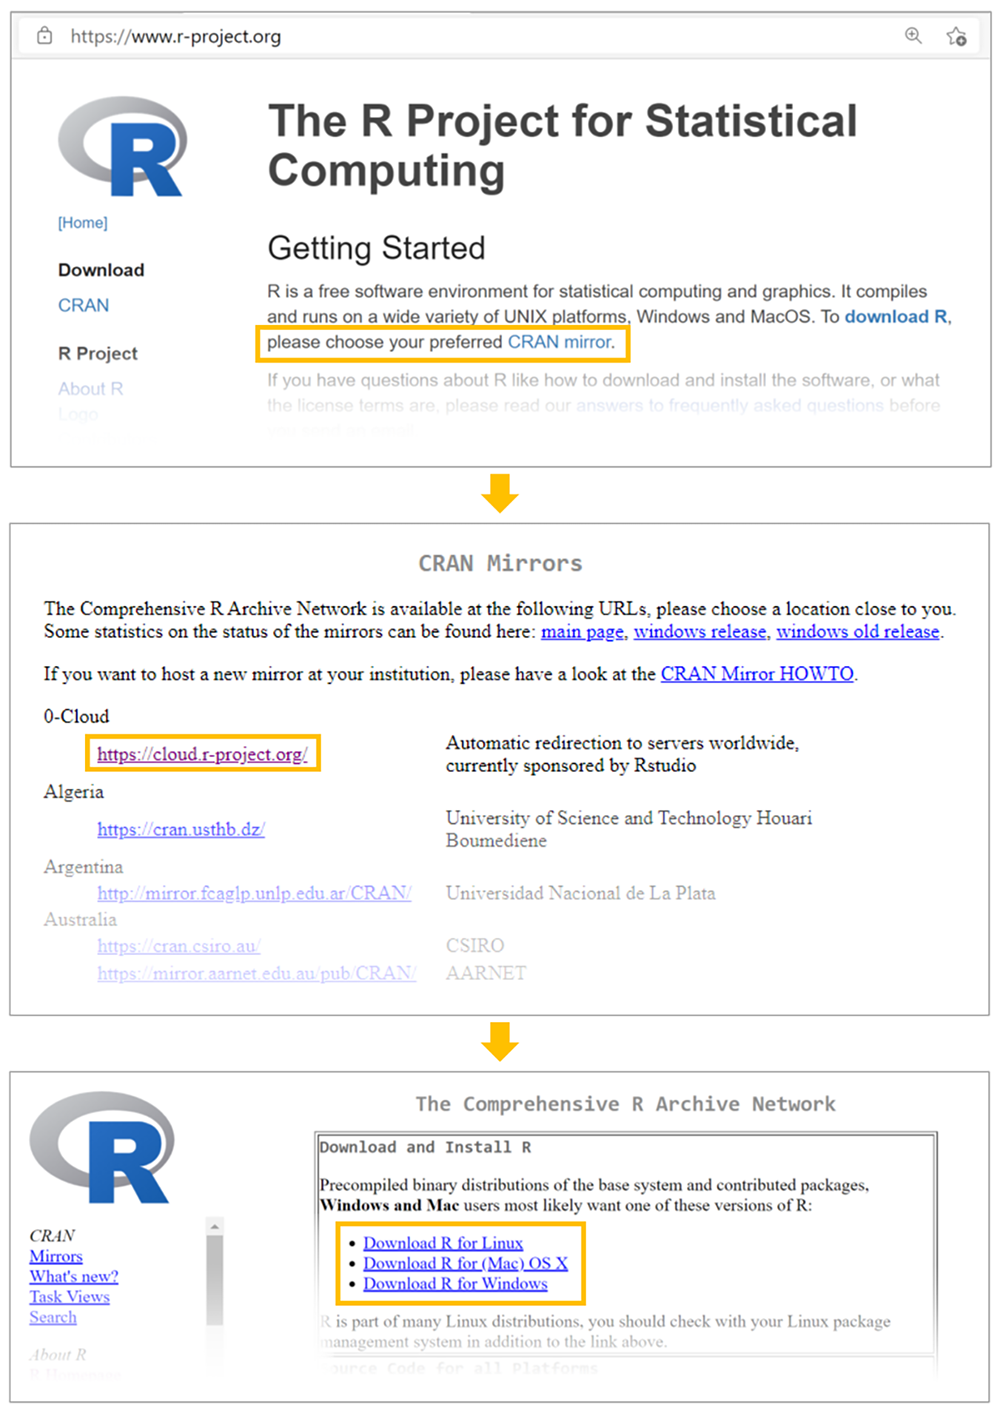 https://www.r-project.org
R
The R Project for Statistical
Computing
[Home]
Download
CRAN
R Project
About R
Logo
Getting Started
R is a free software environment for statistical computing and graphics. It compiles
and runs on a wide variety of UNIX platforms, Windows and MacOS. To download R,
please choose your preferred CRAN mirror.
If you have questions about R like how to download and install the software, or what
the license terms are, please read our answers to frequently asked questions before
CRAN Mirrors
The Comprehensive R Archive Network is available at the following URLs, please choose a location close to you.
Some statistics on the status of the mirrors can be found here: main page, windows release, windows old release.
If you want to host a new mirror at your institution, please have a look at the CRAN Mirror HOWTO.
0-Cloud
https://cloud.r-project.org/
Automatic redirection to servers worldwide,
currently sponsored by Rstudio
Algeria
https://cran.usthb.dz/
University of Science and Technology Houari
Boumediene
Argentina
http://mirror.fcaglp.unlp.edu.ar/CRAN/
Universidad Nacional de La Plata
Australia
https://cran.csiro.au/
CSIRO
https://mirror.aarnet.edu.au/pub/CRAN/
AARNET
R
CRAN
Mirrors
What's new?
Task Views
Search
About R
The Comprehensive R Archive Network
Download and Install R
Precompiled binary distributions of the base system and contributed packages,
Windows and Mac users most likely want one of these versions of R:
• Download R for Linux
• Download R for (Mac) OS X
• Download R for Windows
R is part of many Linux distributions, you should check with your Linux package
management system in addition to the link above.
Source Code for all Platforms